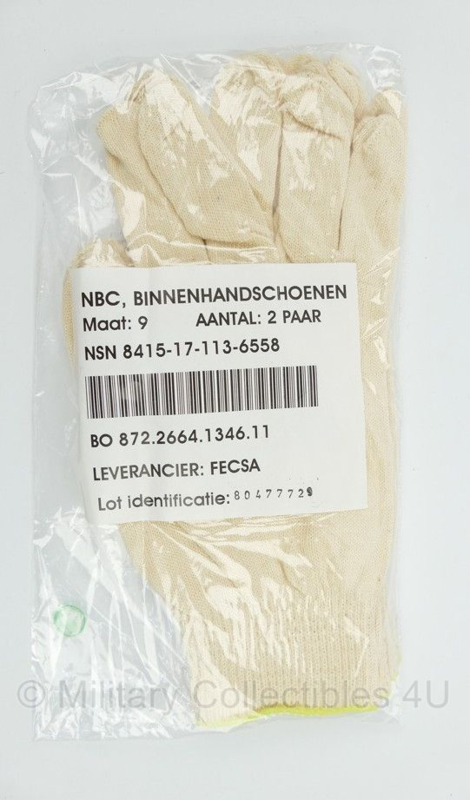 NBC, BINNENHANDSCHOENEN
Maat: 9 AANTAL: 2 PAAR
NSN 8415-17-113-6558
BO 872.2664.1346.11
LEVERANCIER: FECSA
Lot identificatie: 80477729
© Military Collectibles 4U